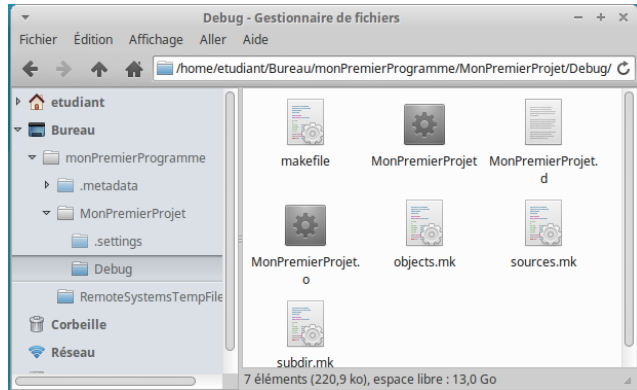 Debug - Gestionnaire de fichiers
Fichier Édition Affichage Aller Aide
/home/etudiant/Bureau/monPremierProgramme/MonPremierProjet/Debug/
etudiant
Bureau
monPremierProgramme
.metadata
MonPremierProjet
.settings
Debug
RemoteSystemsTempFile
Corbeille
Réseau
makefile
MonPremierProjet
MonPremierProjet.
d
MonPremierProjet.
o
objects.mk
sources.mk
subdir.mk
7 éléments (220,9 ko), espace libre : 13,0 Go